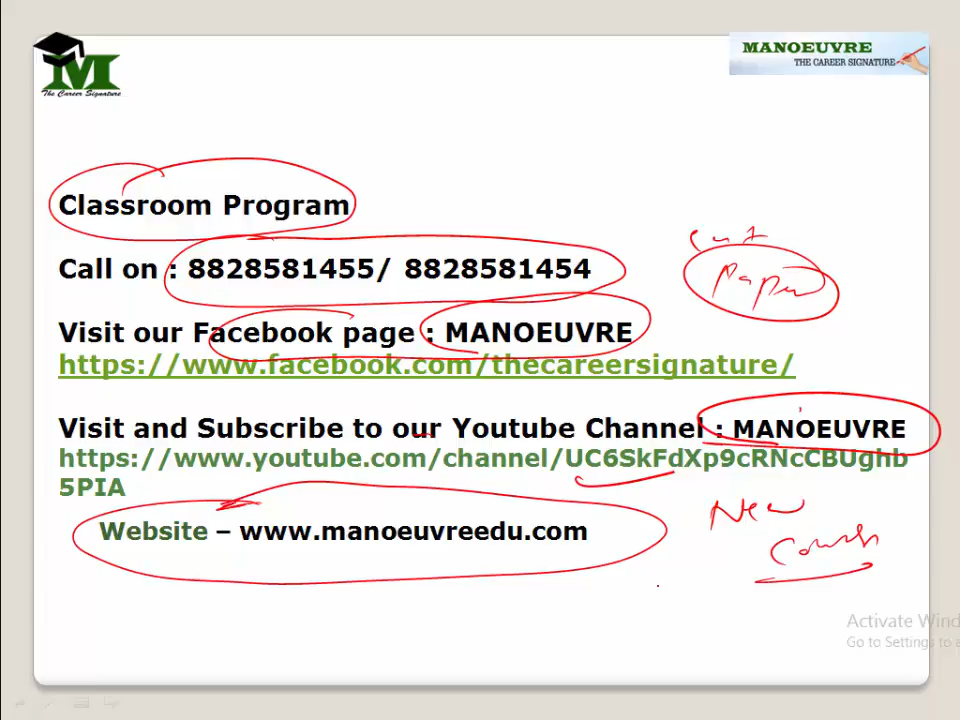 M
The Career Signature
MANOEUVRE
THE CAREER SIGNATURE
Classroom Program
Call on : 8828581455/ 8828581454
Visit our Facebook page : MANOEUVRE
https://www.facebook.com/thecareersignature/
Visit and Subscribe to our Youtube Channel : MANOEUVRE
https://www.youtube.com/channel/UC6SkFdXp9cRNcCBUghb
5PIA
Website – www.manoeuvreedu.com
New
Activate Wind
Go to Settings to a